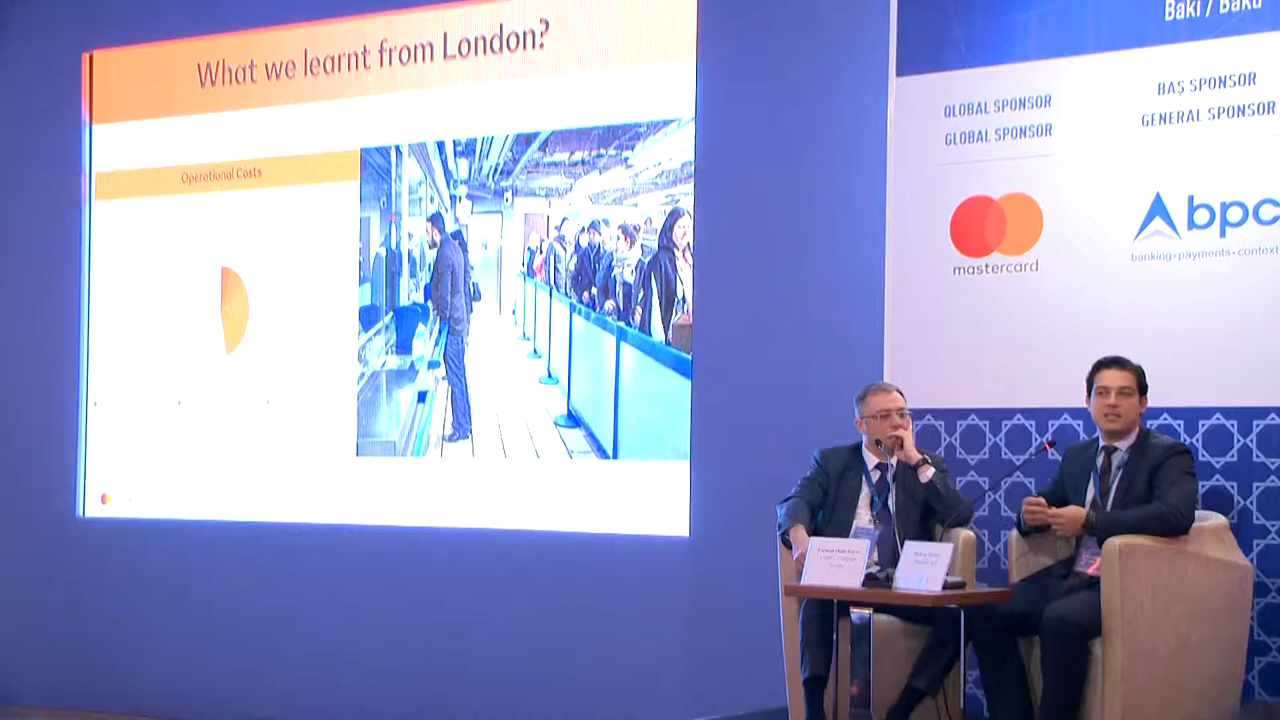 What we learnt from London?
Operational Costs
Bakı / Baku
QLOBAL SPONSOR
GLOBAL SPONSOR
BAŞ SPONSOR
GENERAL SPONSOR
mastercard.
bpc
banking•payments•context